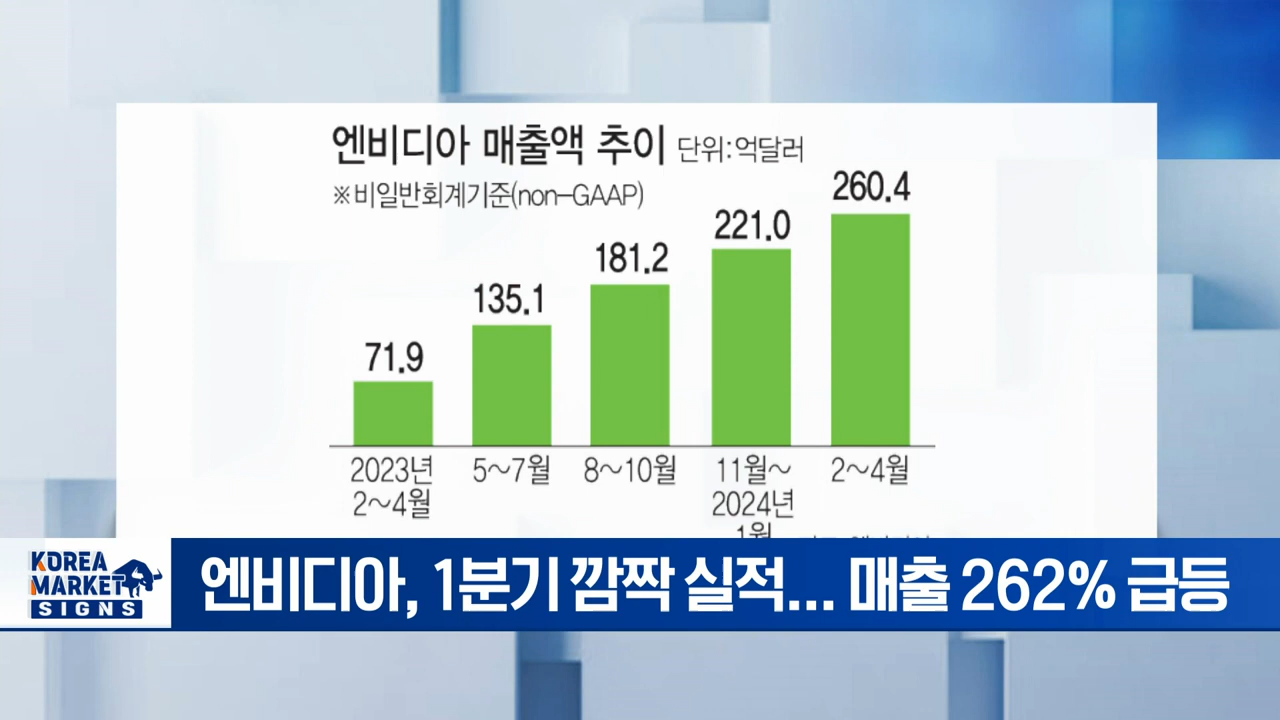 엔비디아 매출액 추이 단위:억달러
※비일반회계기준(non-GAAP)
71.9
135.1
181.2
221.0
260.4
2023년
2~4월
5~7월
8~10월
11월~
2024년
1월
2~4월
KOREA
MARKET
SIGNS
엔비디아, 1분기 깜짝 실적... 매출 262% 급등